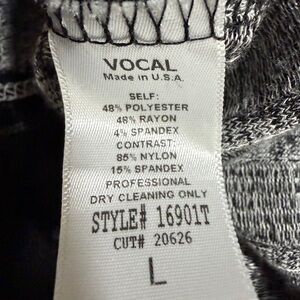 VOCAL
Made in U.S.A.
SELF:
48% POLYESTER
48% RAYON
4% SPANDEX
CONTRAST:
85% NYLON
15% SPANDEX
PROFESSIONAL
DRY CLEANING ONLY
STYLE# 16901T
CUT# 20626
L